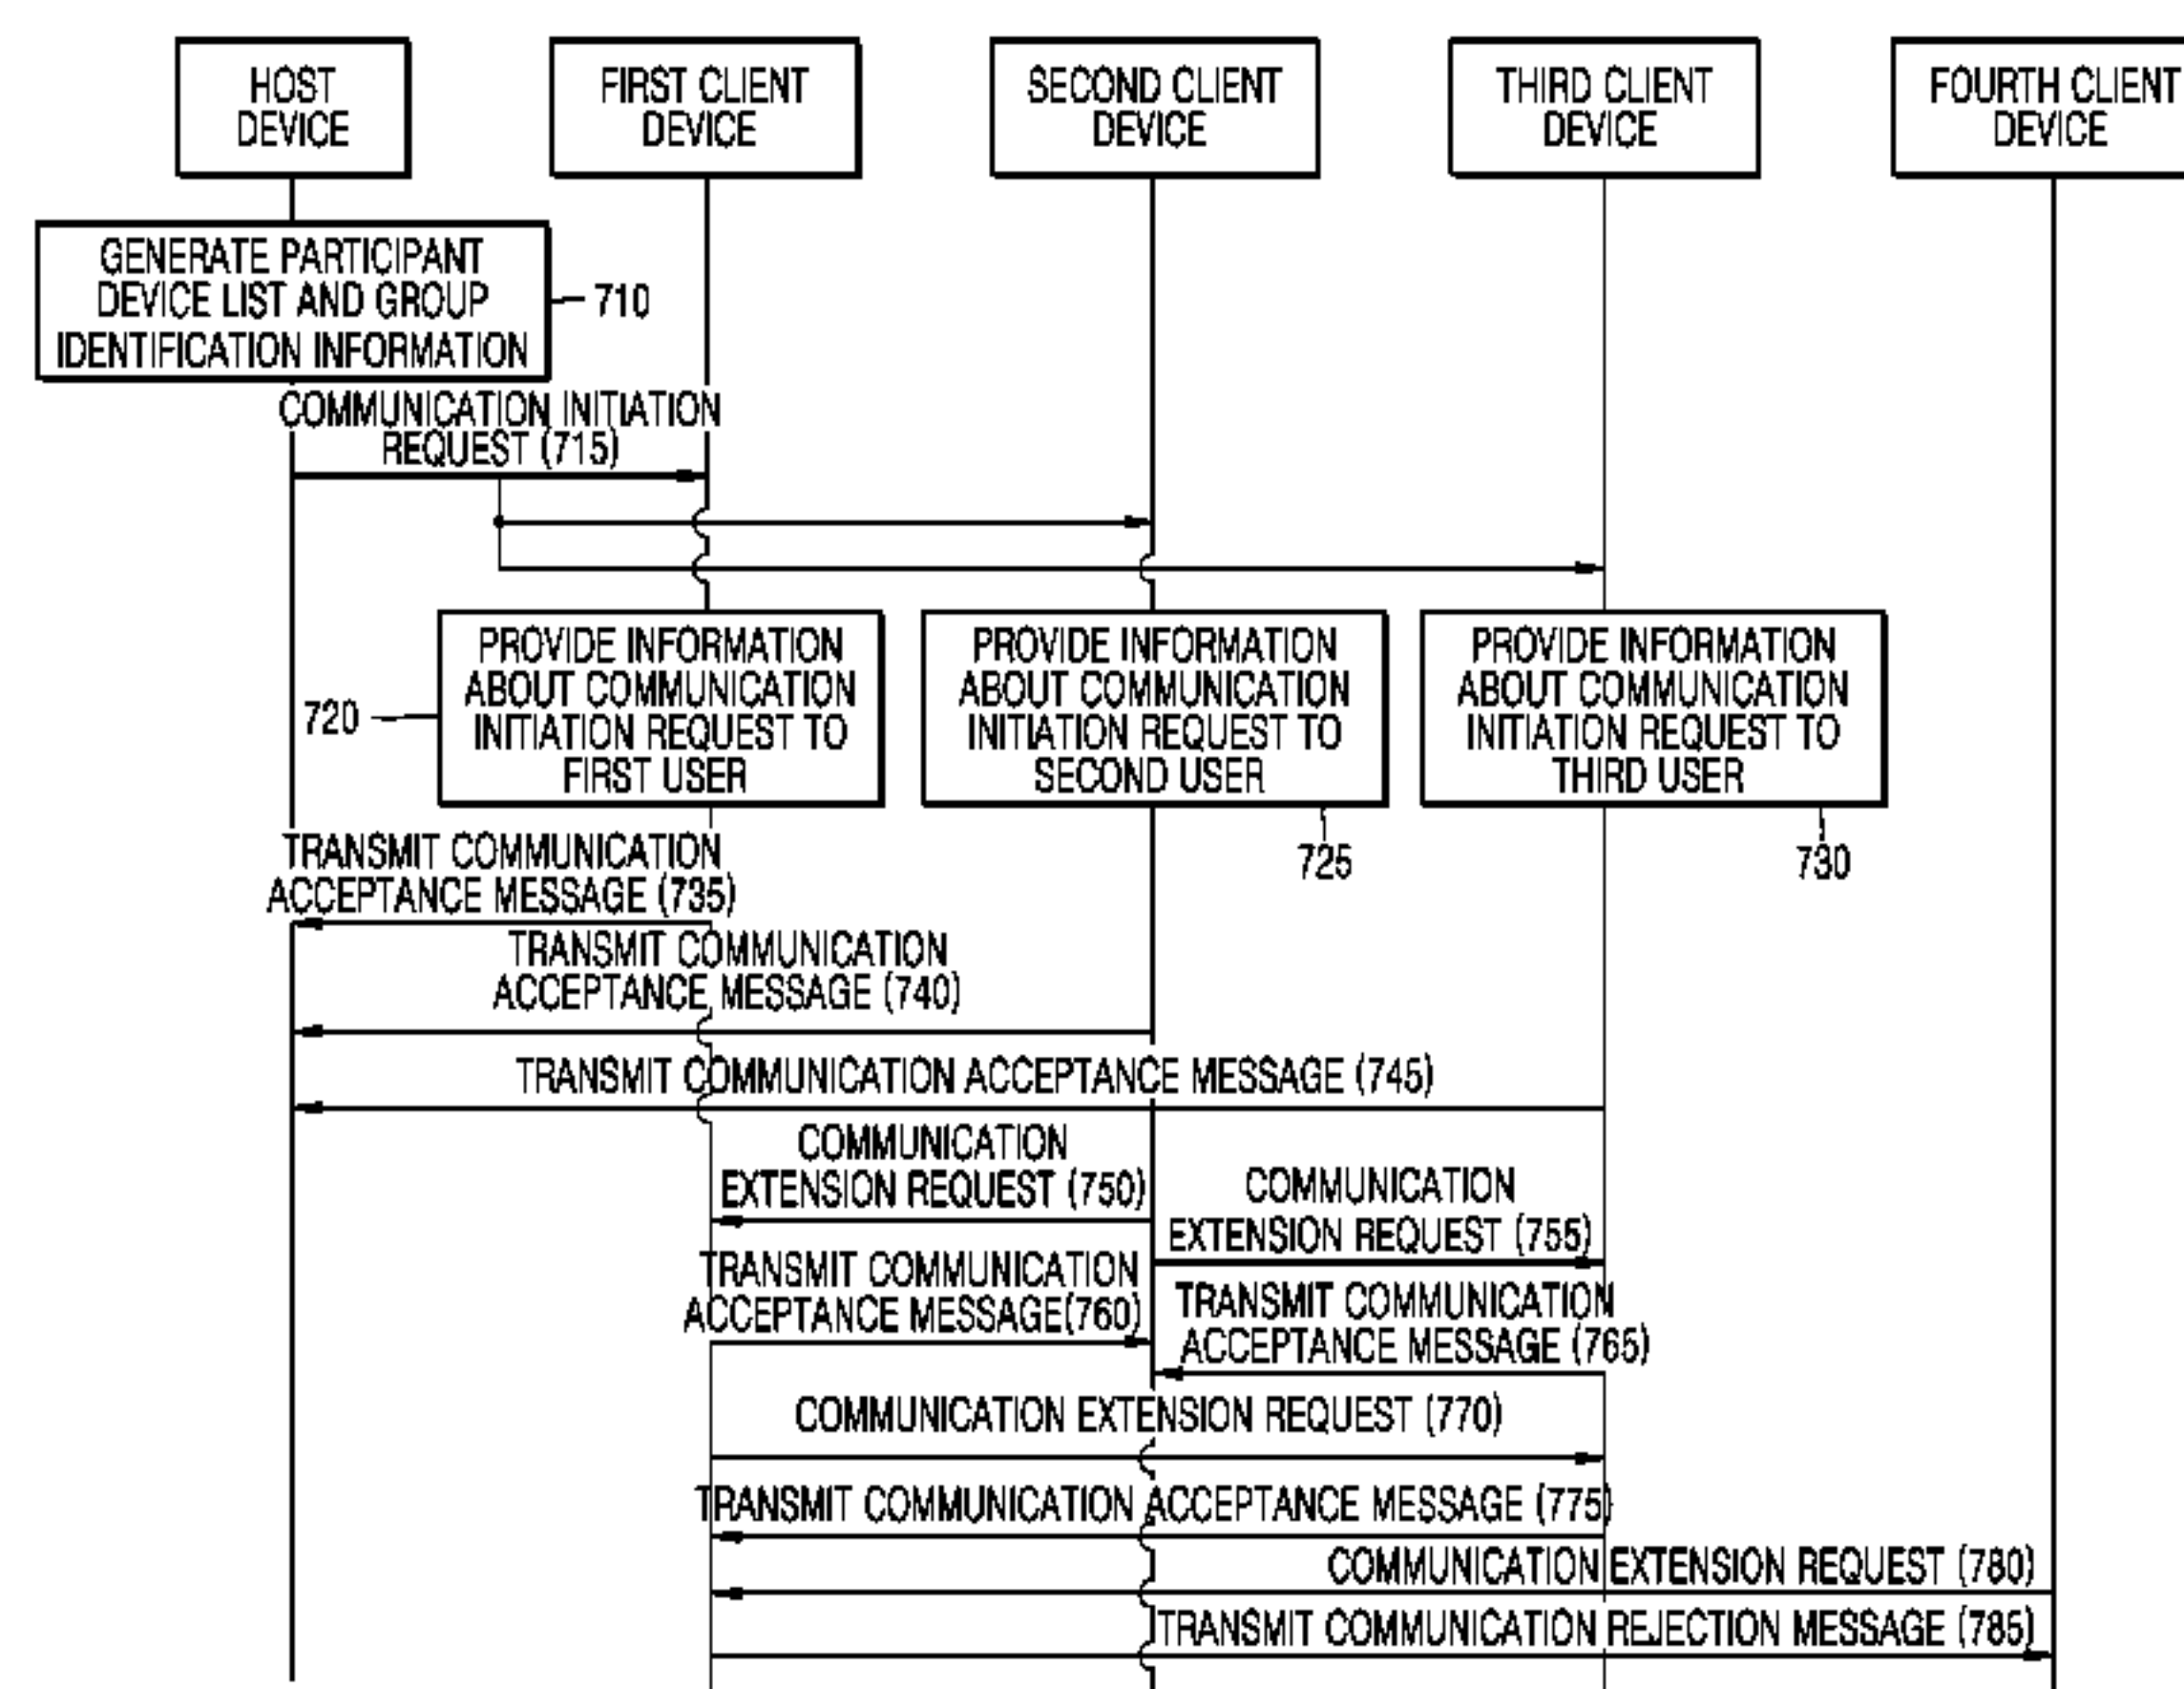 HOST
DEVICE
FIRST CLIENT
DEVICE
SECOND CLIENT
DEVICE
THIRD CLIENT
DEVICE
FOURTH CLIENT
DEVICE
GENERATE PARTICIPANT
DEVICE LIST AND GROUP
IDENTIFICATION INFORMATION
710
COMMUNICATION INITIATION
REQUEST (715)
720
PROVIDE INFORMATION
ABOUT COMMUNICATION
INITIATION REQUEST TO
FIRST USER
PROVIDE INFORMATION
ABOUT COMMUNICATION
INITIATION REQUEST TO
SECOND USER
725
PROVIDE INFORMATION
ABOUT COMMUNICATION
INITIATION REQUEST TO
THIRD USER
730
TRANSMIT COMMUNICATION
ACCEPTANCE MESSAGE (735)
TRANSMIT COMMUNICATION
ACCEPTANCE MESSAGE (740)
TRANSMIT COMMUNICATION ACCEPTANCE MESSAGE (745)
COMMUNICATION
EXTENSION REQUEST (750)
COMMUNICATION
EXTENSION REQUEST (755)
TRANSMIT COMMUNICATION
ACCEPTANCE MESSAGE(760)
TRANSMIT COMMUNICATION
ACCEPTANCE MESSAGE (765)
COMMUNICATION EXTENSION REQUEST (770)
TRANSMIT COMMUNICATION ACCEPTANCE MESSAGE (775)
COMMUNICATION EXTENSION REQUEST (780)
TRANSMIT COMMUNICATION REJECTION MESSAGE (785)